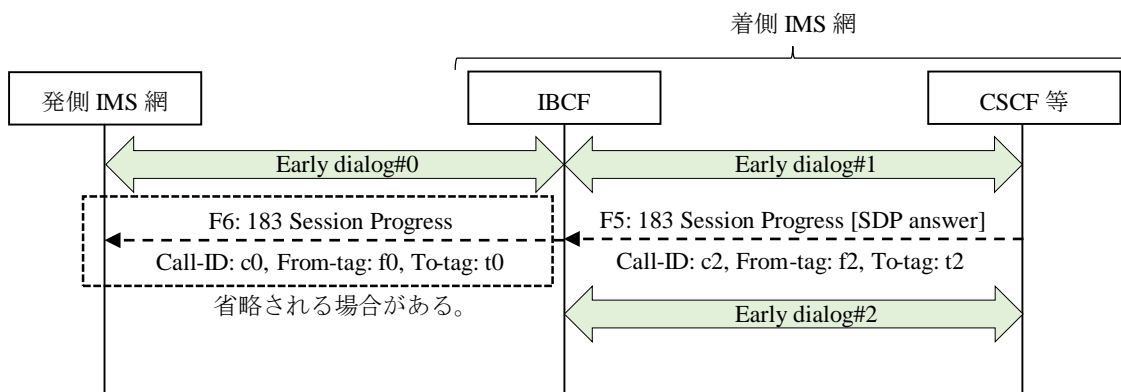 着側 IMS 網
発側 IMS 網
IBCF
CSCF 等
Early dialog#0
Early dialog#1
F6: 183 Session Progress
F5: 183 Session Progress [SDP answer]
Call-ID: c0, From-tag: f0, To-tag: t0
Call-ID: c2, From-tag: f2, To-tag: t2
省略される場合がある。
Early dialog#2